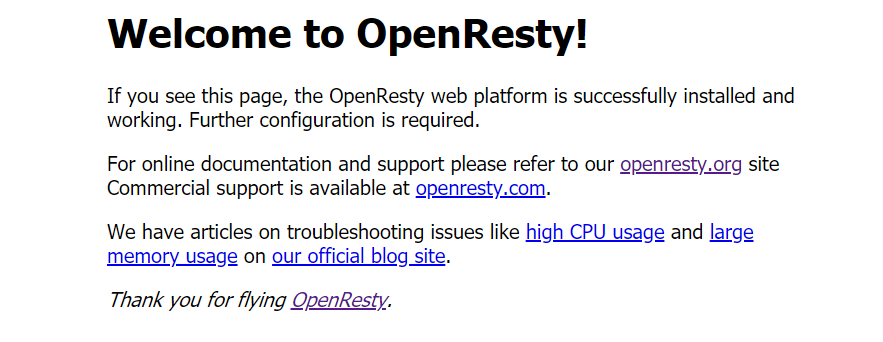 Welcome to OpenResty!
If you see this page, the OpenResty web platform is successfully installed and
working. Further configuration is required.
For online documentation and support please refer to our openresty.org site
Commercial support is available at openresty.com.
We have articles on troubleshooting issues like high CPU usage and large
memory usage on our official blog site.
Thank you for flying OpenResty.